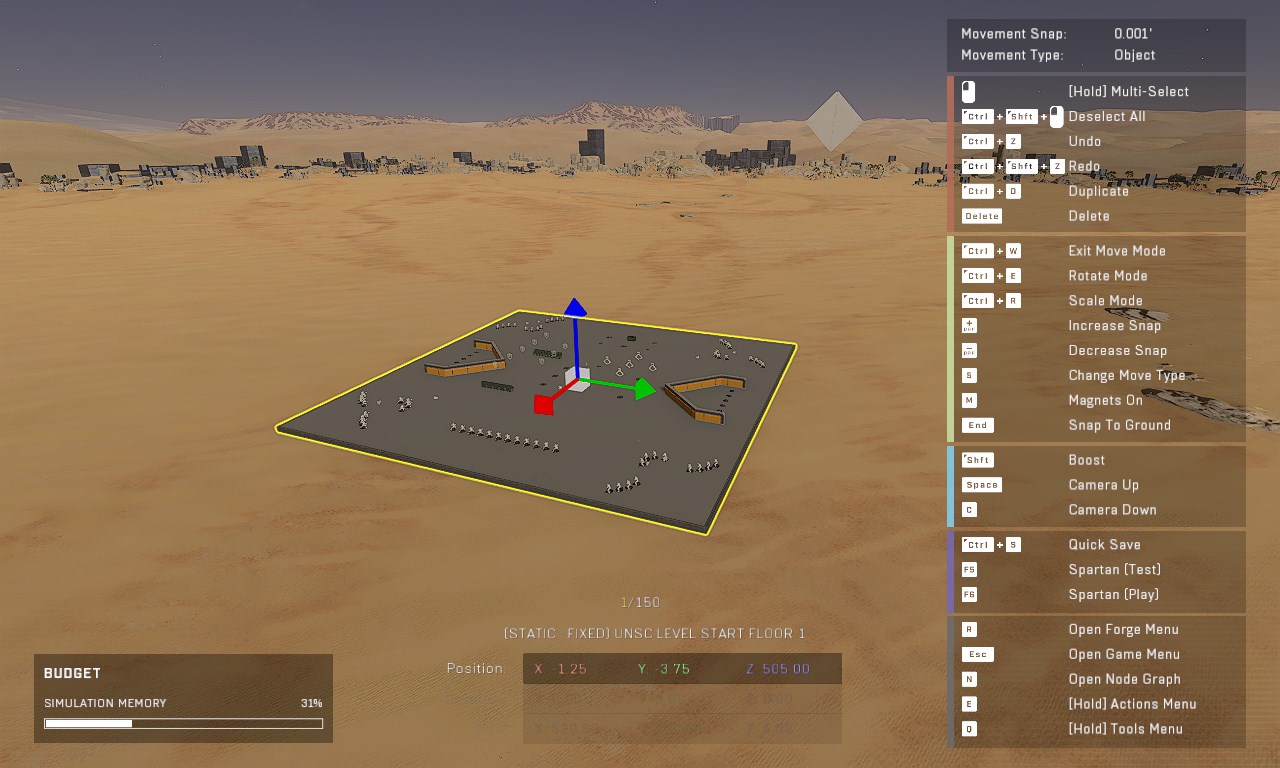 Movement Snap: 0.001'
Movement Type: Object
[Hold] Multi-Select
Ctrl + Shft + Deselect All
Ctrl + Z Undo
Ctrl + Shft + Z Redo
Ctrl + D Duplicate
Delete Delete
Ctrl + W Exit Move Mode
Ctrl + E Rotate Mode
Ctrl + R Scale Mode
+ Increase Snap
- Decrease Snap
S Change Move Type
M Magnets On
End Snap To Ground
Shft Boost
Space Camera Up
C Camera Down
Ctrl + S Quick Save
F5 Spartan (Test)
F6 Spartan (Play)
R Open Forge Menu
Esc Open Game Menu
N Open Node Graph
E [Hold] Actions Menu
Q [Hold] Tools Menu
1/150
(STATIC FIXED) UNSC LEVEL START FLOOR 1
Position: X -1.25 Y -3.75 Z 505.00
BUDGET
SIMULATION MEMORY 31%